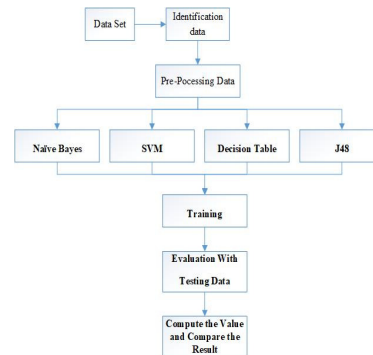 Data Set
Identification
data
Pre-Pocessing Data
Naïve Bayes
SVM
Decision Table
J48
Training
Evaluation With
Testing Data
Compute the Value
and Compare the
Result